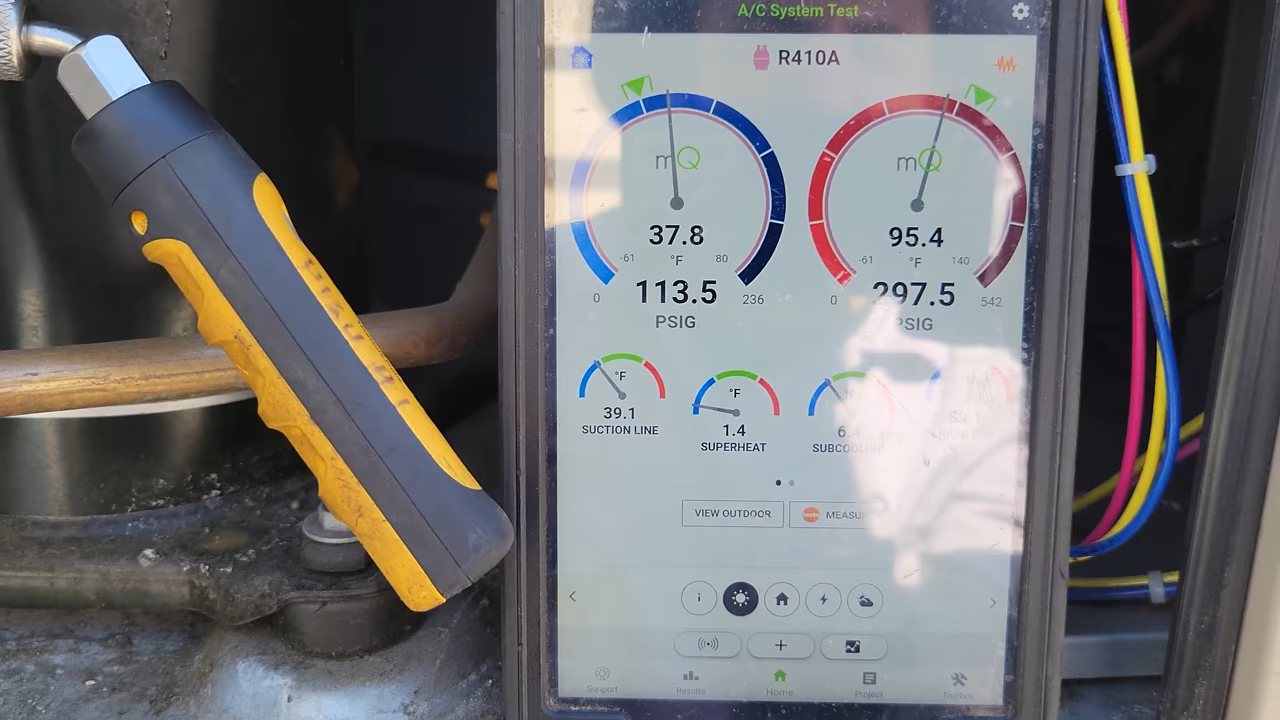 A/C System Test
R410A
mQ
37.8
-61 °F 80
0 113.5 236
PSIG
mQ
95.4
-61 °F 140
0 297.5 542
PSIG
°F
39.1
SUCTION LINE
°F
1.4
SUPERHEAT
SUBCOOLING
VIEW OUTDOOR
i
Support
Results
Home
Project
Toolbox